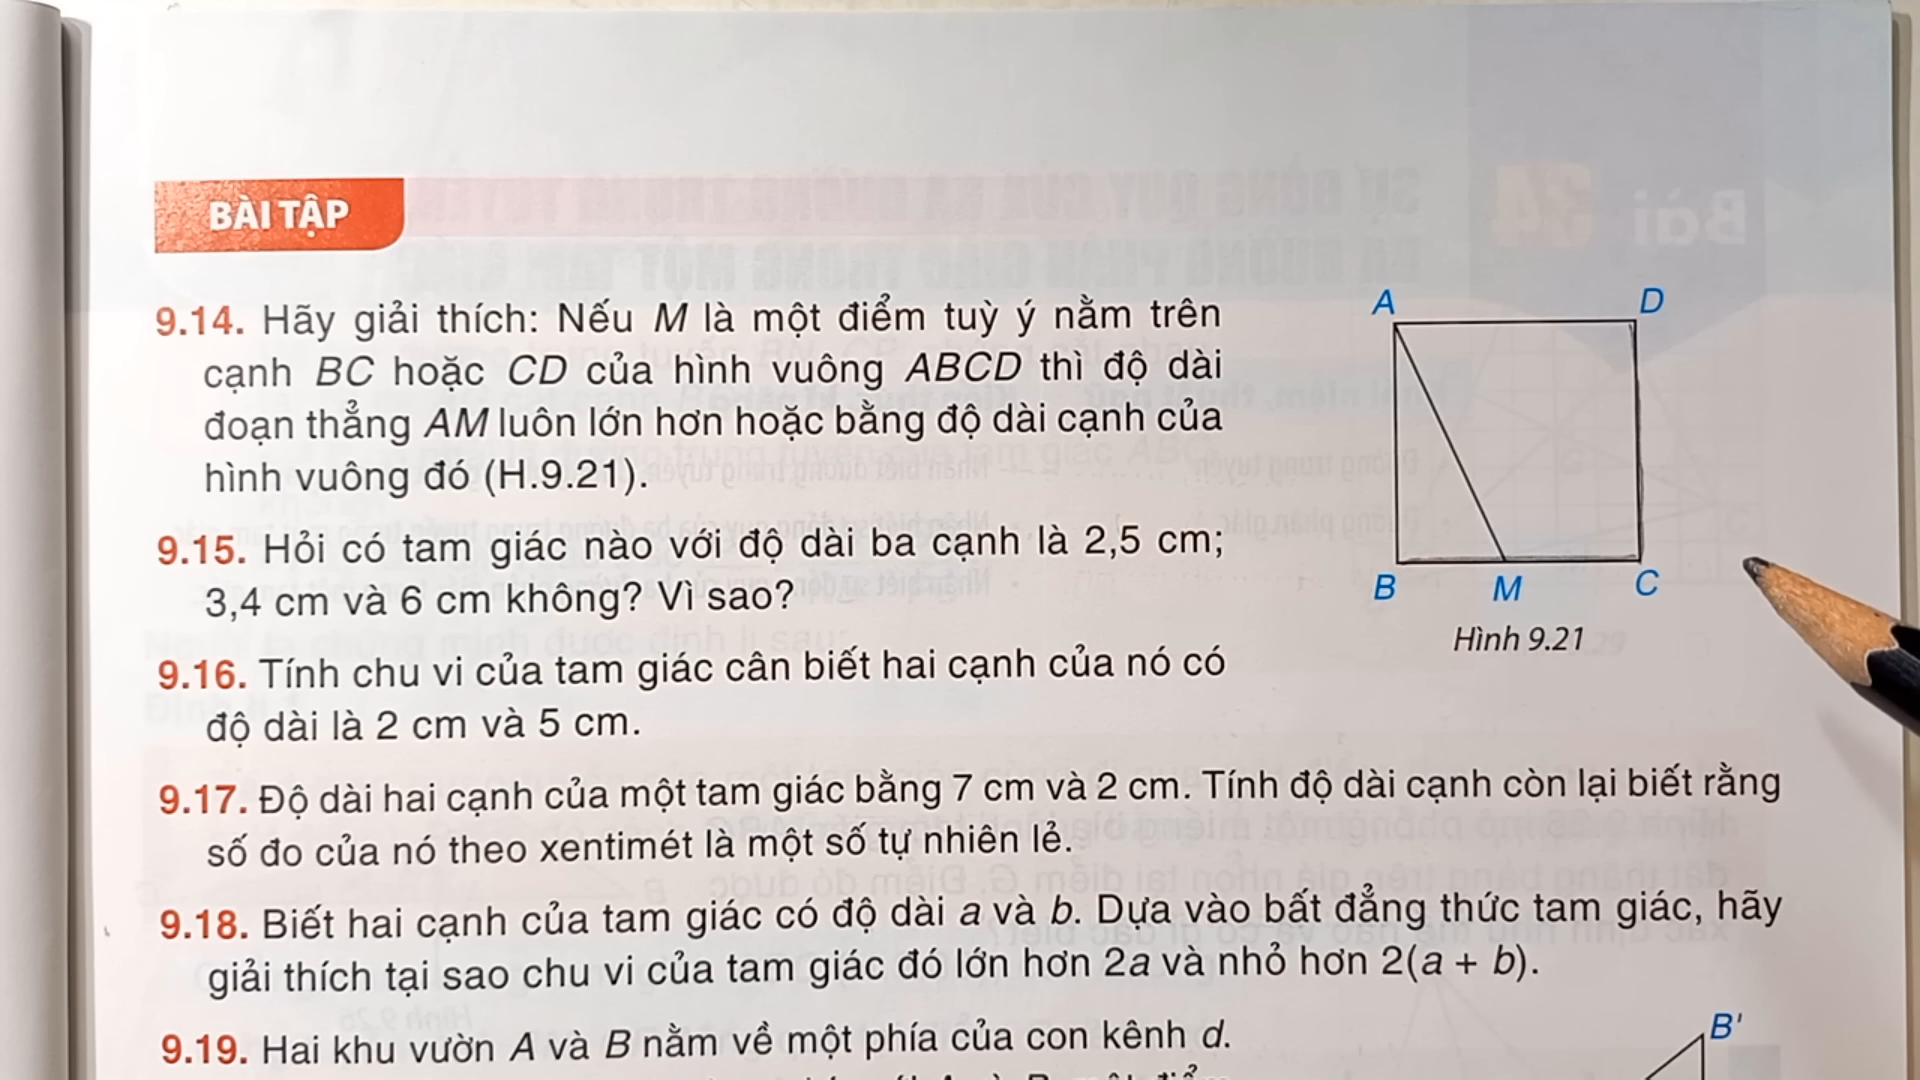 BÀI TẬP
9.14. Hãy giải thích: Nếu M là một điểm tuỳ ý nằm trên
cạnh BC hoặc CD của hình vuông ABCD thì độ dài
đoạn thẳng AM luôn lớn hơn hoặc bằng độ dài cạnh của
hình vuông đó (H.9.21).
A
D
B
M
C
Hình 9.21
9.15. Hỏi có tam giác nào với độ dài ba cạnh là 2,5 cm;
3,4 cm và 6 cm không? Vì sao?
9.16. Tính chu vi của tam giác cân biết hai cạnh của nó có
độ dài là 2 cm và 5 cm.
9.17. Độ dài hai cạnh của một tam giác bằng 7 cm và 2 cm. Tính độ dài cạnh còn lại biết rằng
số đo của nó theo xentimét là một số tự nhiên lẻ.
9.18. Biết hai cạnh của tam giác có độ dài a và b. Dựa vào bất đẳng thức tam giác, hãy
giải thích tại sao chu vi của tam giác đó lớn hơn 2a và nhỏ hơn 2(a + b).
9.19. Hai khu vườn A và B nằm về một phía của con kênh d.
B'